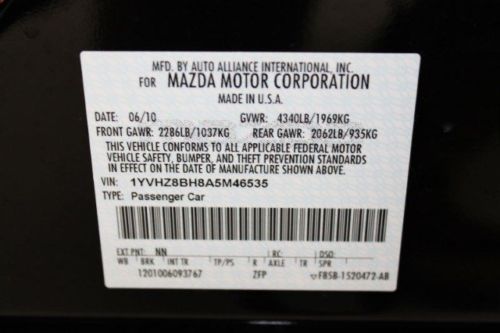 MFD. BY AUTO ALLIANCE INTERNATIONAL, INC.
FOR MAZDA MOTOR CORPORATION
MADE IN U.S.A.
DATE: 06/10 GVWR: 4340LB/1969KG
FRONT GAWR: 2286LB/1037KG REAR GAWR: 2062LB/935KG
THIS VEHICLE CONFORMS TO ALL APPLICABLE FEDERAL MOTOR
VEHICLE SAFETY, BUMPER, AND THEFT PREVENTION STANDARDS
IN EFFECT ON THE DATE OF MANUFACTURE SHOWN ABOVE.
VIN: 1YVHZ8BH8A5M46535
TYPE: Passenger Car
EXT PNT: NN RC: DSO:
WB BRK INT TR TP/PS R AXLE TR SPR
1201006093767 ZFP F85B-1520472-AB